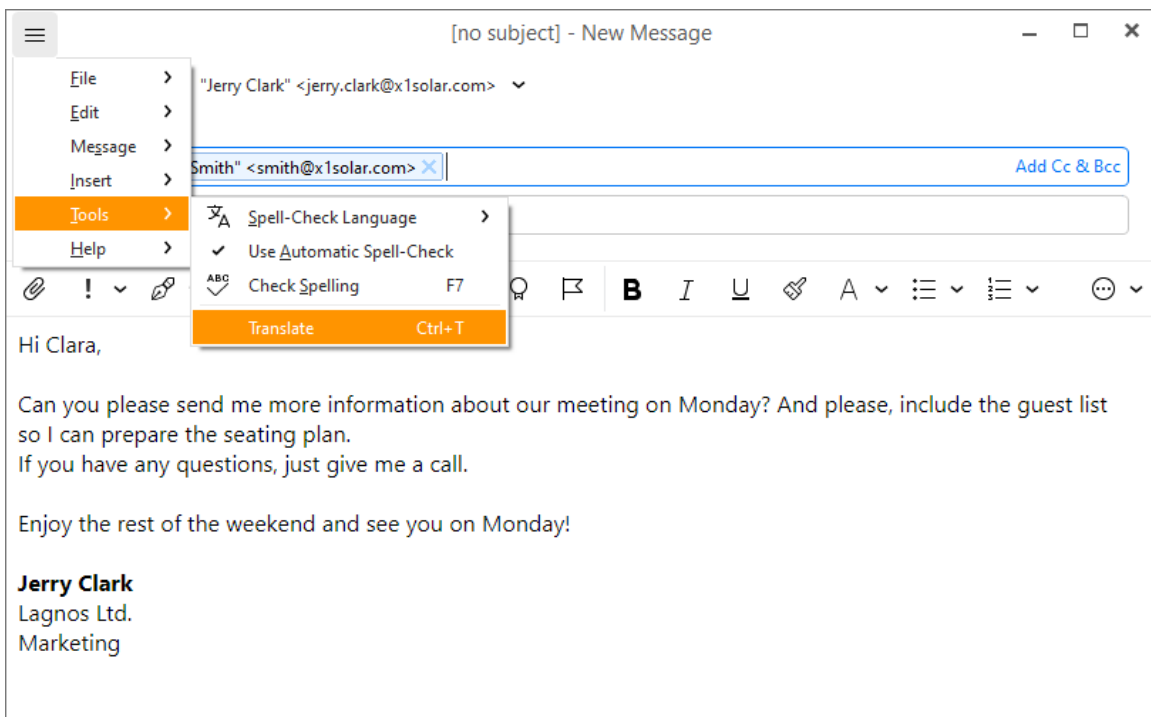 [no subject] - New Message
File
"Jerry Clark" <jerry.clark@x1solar.com>
Edit
Message
Smith" <smith@x1solar.com>
Add Cc & Bcc
Insert
Tools
Spell-Check Language
Use Automatic Spell-Check
Help
ABC Check Spelling F7
B I U A
Translate Ctrl+T
Hi Clara,
Can you please send me more information about our meeting on Monday? And please, include the guest list
so I can prepare the seating plan.
If you have any questions, just give me a call.
Enjoy the rest of the weekend and see you on Monday!
Jerry Clark
Lagnos Ltd.
Marketing